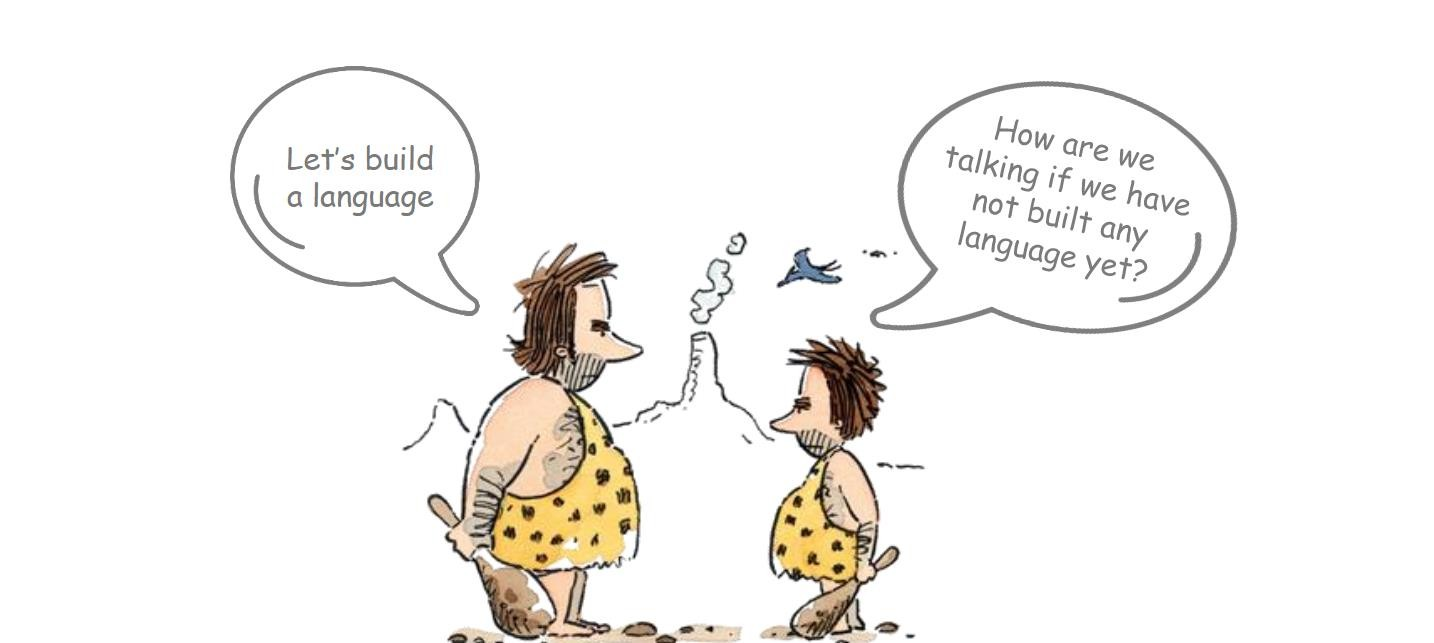 Let's build
a language
How are we
talking if we have
not built any
language yet?